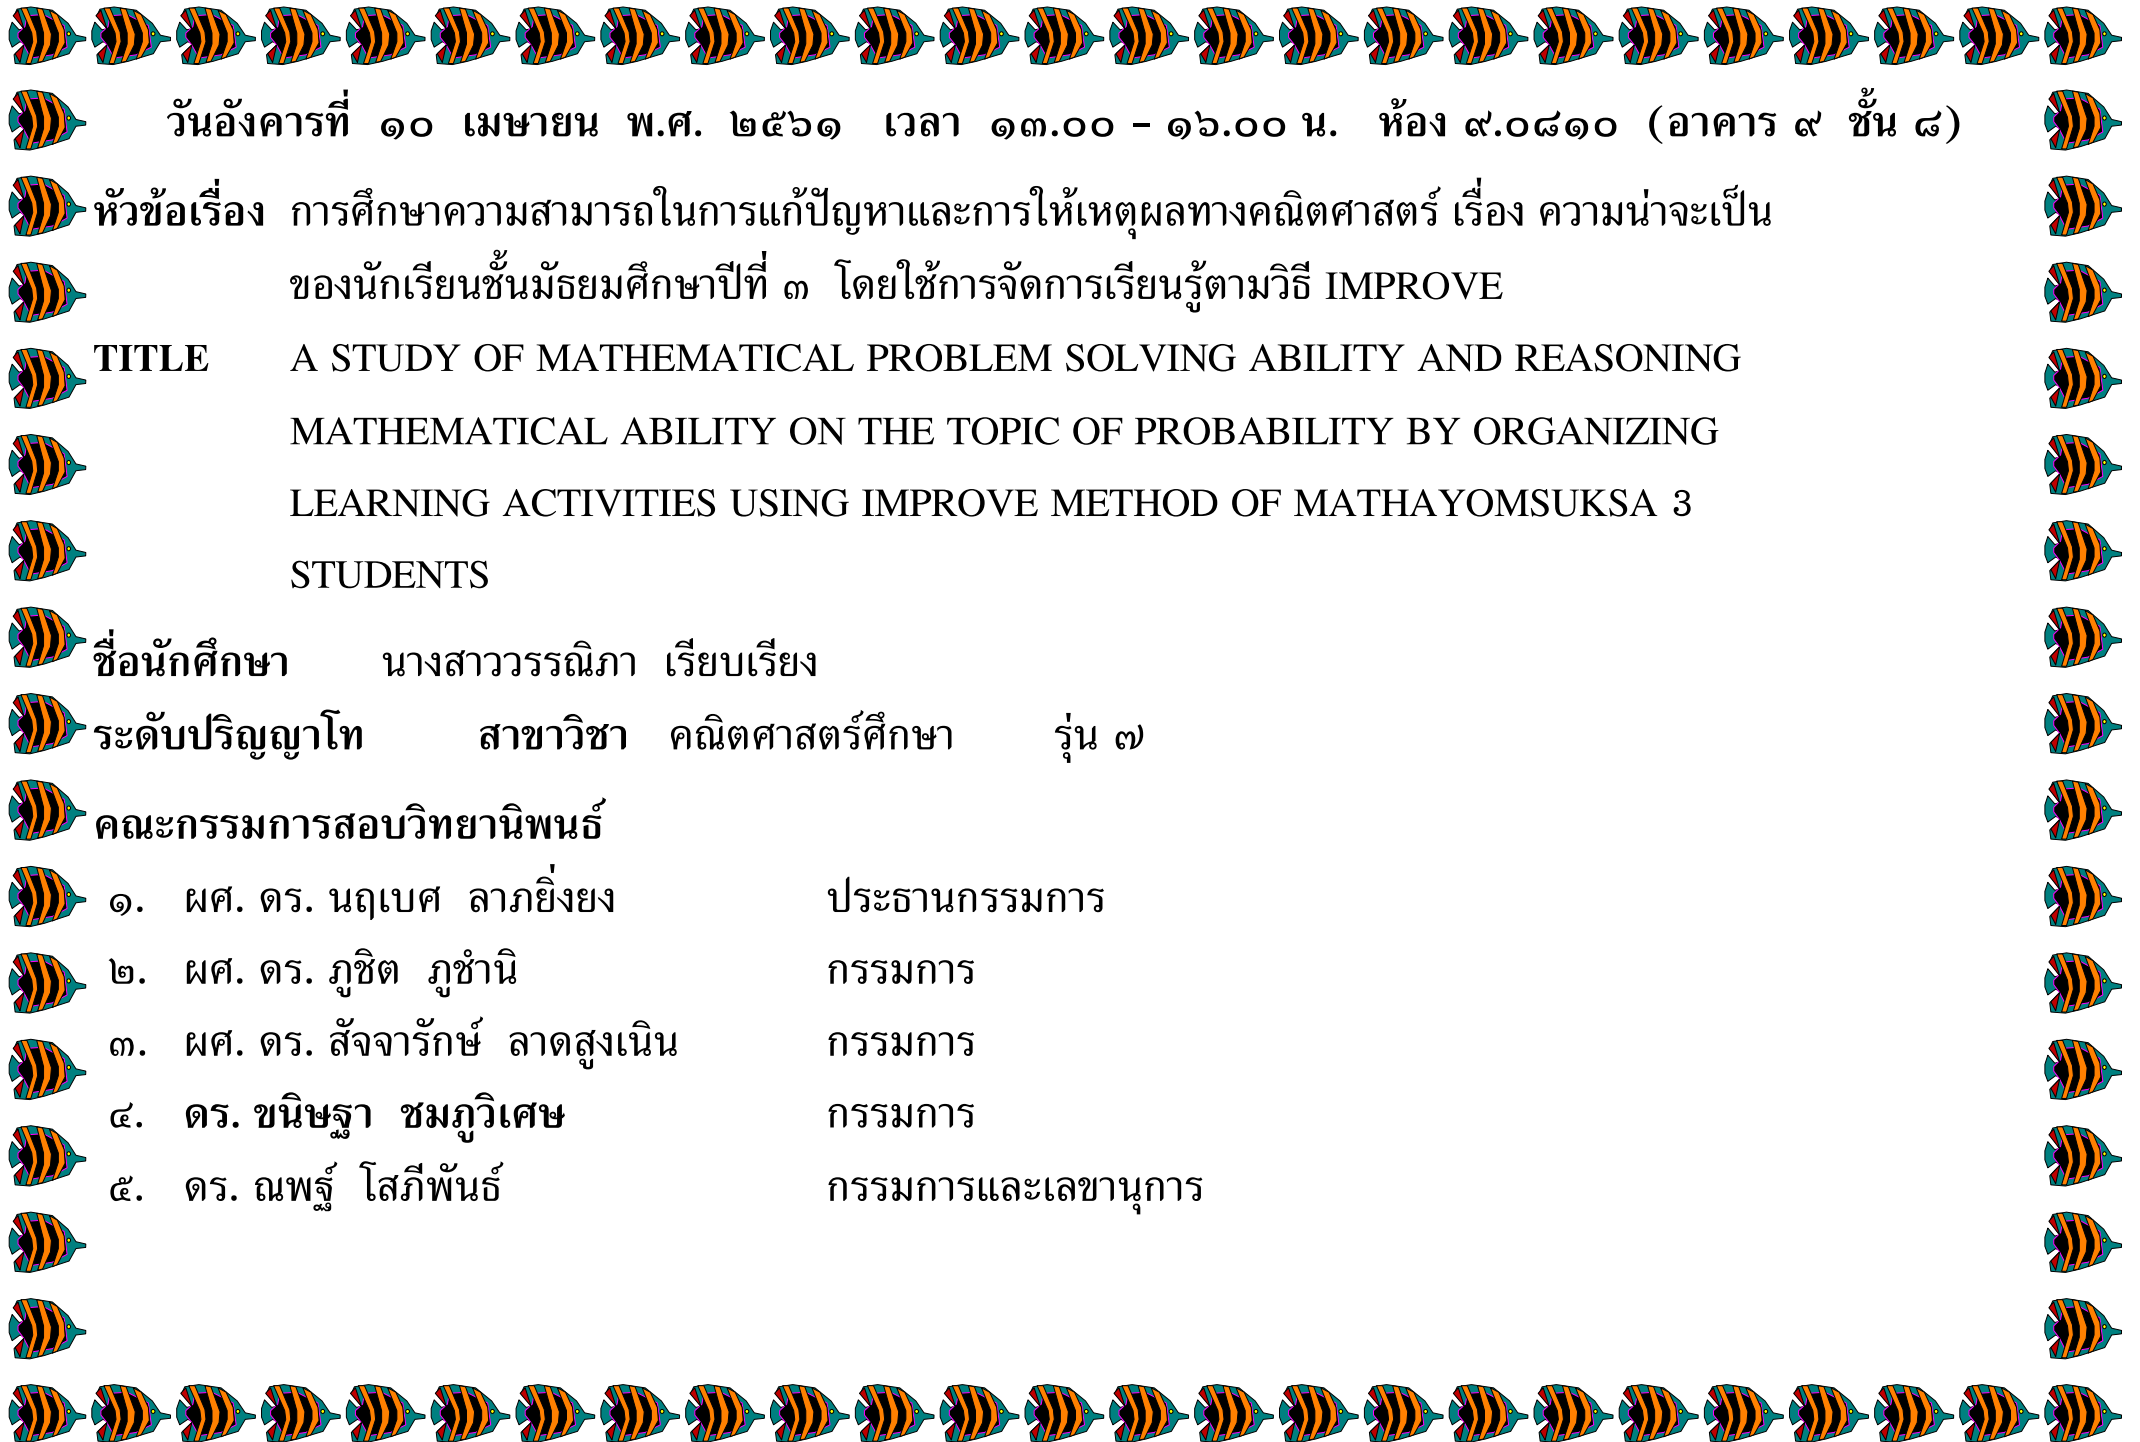 วันอังคารที่ ๑๐ เมษายน พ.ศ. ๒๕๖๑ เวลา ๑๓.๐๐ – ๑๖.๐๐ น. ห้อง ๙.๐๘๑๐ (อาคาร ๙ ชั้น ๘)
หัวข้อเรื่อง การศึกษาความสามารถในการแก้ปัญหาและการให้เหตุผลทางคณิตศาสตร์ เรื่อง ความน่าจะเป็น
ของนักเรียนชั้นมัธยมศึกษาปีที่ ๓ โดยใช้การจัดการเรียนรู้ตามวิธี IMPROVE
TITLE A STUDY OF MATHEMATICAL PROBLEM SOLVING ABILITY AND REASONING
MATHEMATICAL ABILITY ON THE TOPIC OF PROBABILITY BY ORGANIZING
LEARNING ACTIVITIES USING IMPROVE METHOD OF MATHAYOMSUKSA 3
STUDENTS
ชื่อนักศึกษา นางสาววรรณิภา เรียบเรียง
ระดับปริญญาโท สาขาวิชา คณิตศาสตร์ศึกษา รุ่น ๗
คณะกรรมการสอบวิทยานิพนธ์
๑. ผศ. ดร. นฤเบศ ลาภยิ่งยง ประธานกรรมการ
๒. ผศ. ดร. ภูชิต ภูชำนิ กรรมการ
๓. ผศ. ดร. สัจจารักษ์ ลาดสูงเนิน กรรมการ
๔. ดร. ขนิษฐา ชมภูวิเศษ กรรมการ
๕. ดร. ณพฐ์ โสภีพันธ์ กรรมการและเลขานุการ